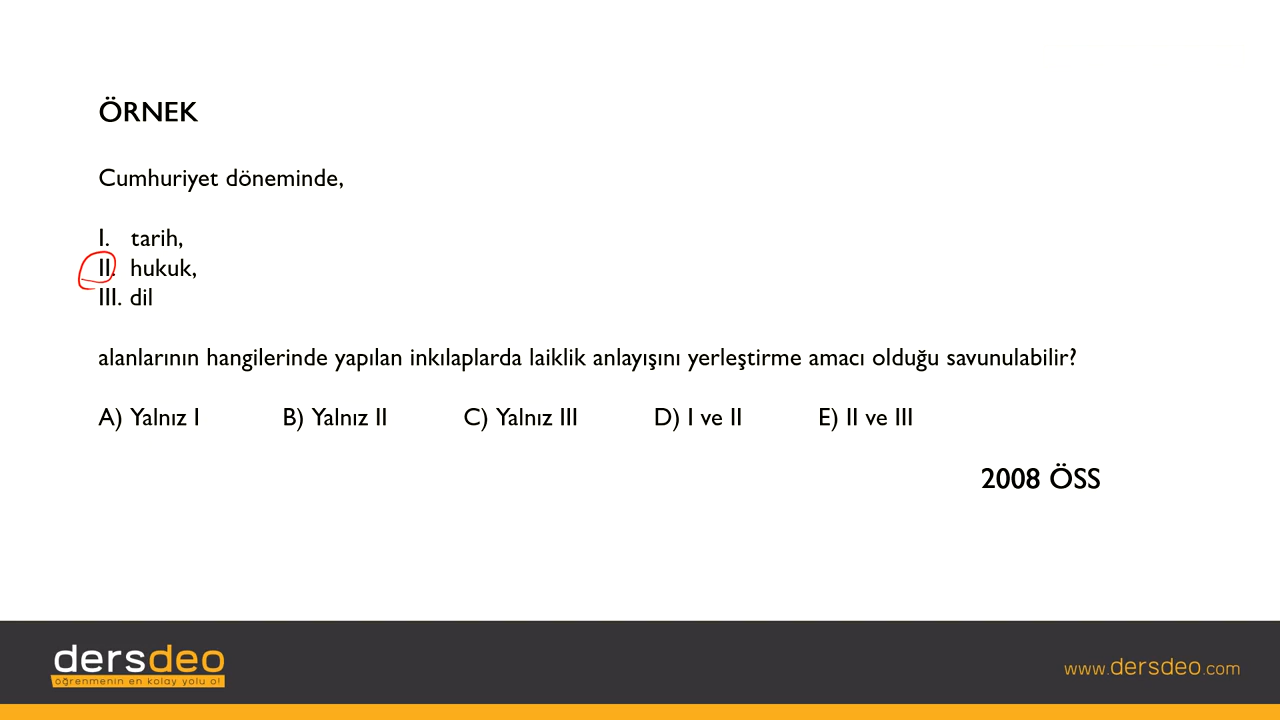 ÖRNEK
Cumhuriyet döneminde,
I. tarih,
II. hukuk,
III. dil
alanlarının hangilerinde yapılan inkılaplarda laiklik anlayışını yerleştirme amacı olduğu savunulabilir?
A) Yalnız I B) Yalnız II C) Yalnız III D) I ve II E) II ve III
2008 ÖSS
dersdeo
öğrenmenin en kolay yolu o!
www.dersdeo.com